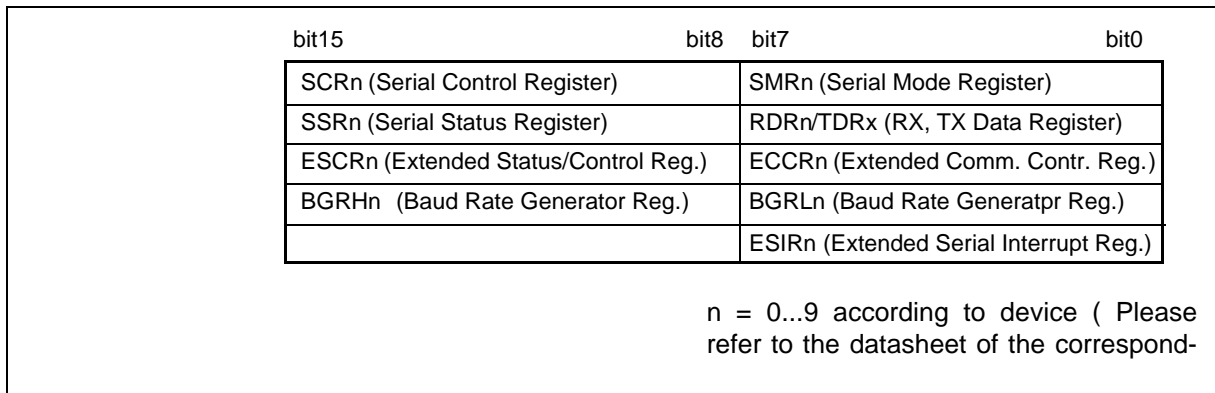 bit15 bit8 bit7 bit0
SCRn (Serial Control Register) SMRn (Serial Mode Register)
SSRn (Serial Status Register) RDRn/TDRx (RX, TX Data Register)
ESCRn (Extended Status/Control Reg.) ECCRn (Extended Comm. Contr. Reg.)
BGRHn (Baud Rate Generator Reg.) BGRLn (Baud Rate Generatpr Reg.)
ESIRn (Extended Serial Interrupt Reg.)
n = 0...9 according to device ( Please
refer to the datasheet of the correspond-